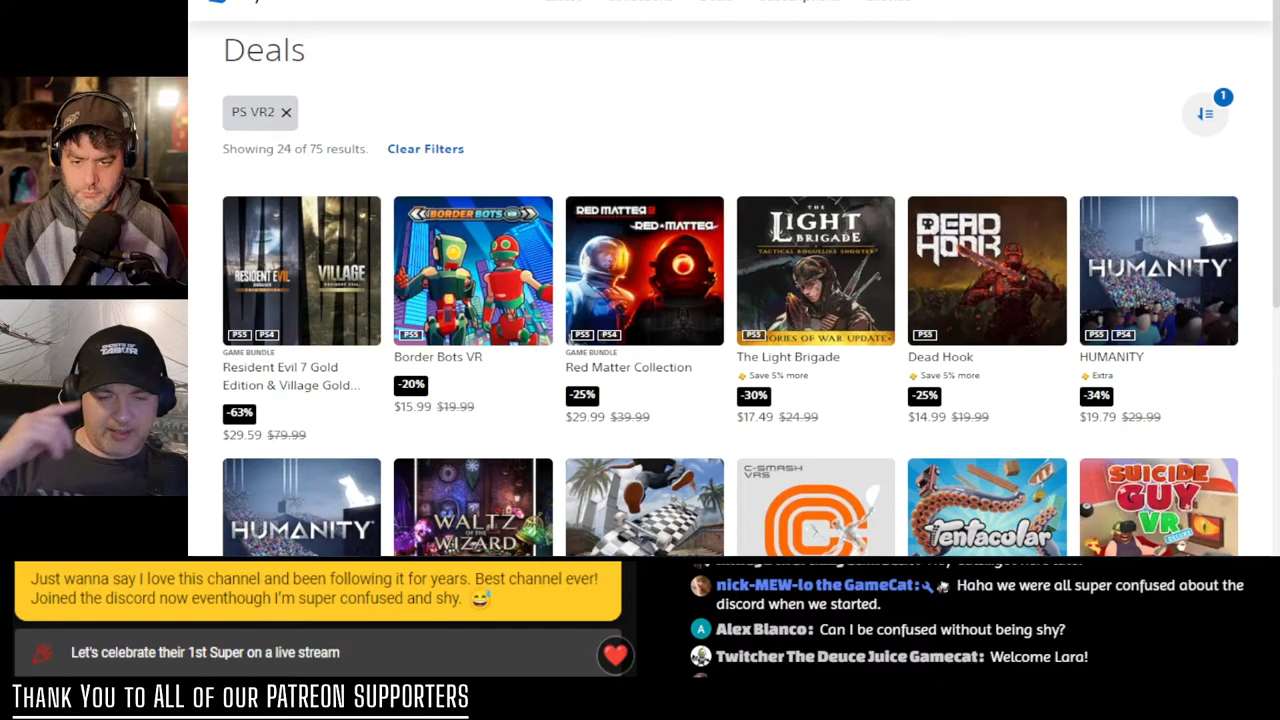 Deals
PS VR2
1
Showing 24 of 75 results.
Clear Filters
RESIDENT EVIL
VILLAGE
PS5 PS4
GAME BUNDLE
Resident Evil 7 Gold
Edition & Village Gold...
-63%
$29.59 $79.99
BORDER BOTS VR
PS5
Border Bots VR
-20%
$15.99 $19.99
RED MATTER 2
RED MATTER
PS5 PS4
GAME BUNDLE
Red Matter Collection
-25%
$29.99 $39.99
THE
LIGHT
BRIGADE
TACTICAL ROGUELIKE SHOOTER
PS5
ORIES OF WAR UPDATE
The Light Brigade
Save 5% more
-30%
$17.49 $24.99
DEAD
HOOK
PS5
Dead Hook
Save 5% more
-25%
$14.99 $19.99
HUMANITY
PS5 PS4
HUMANITY
Extra
-34%
$19.79 $29.99
HUMANITY
WALTZ
OF THE
WIZARD
C-SMASH
VRS
Tentacular
SUICIDE
GUY
VR
DELUXE
Just wanna say I love this channel and been following it for years. Best channel ever!
Joined the discord now eventhough I'm super confused and shy. 😅
Let's celebrate their 1st Super on a live stream
nick-MEW-lo the GameCat: Haha we were all super confused about the
discord when we started.
A Alex Blanco: Can I be confused without being shy?
Twitcher The Deuce Juice Gamecat: Welcome Lara!
THANK YOU TO ALL OF OUR PATREON SUPPORTERS